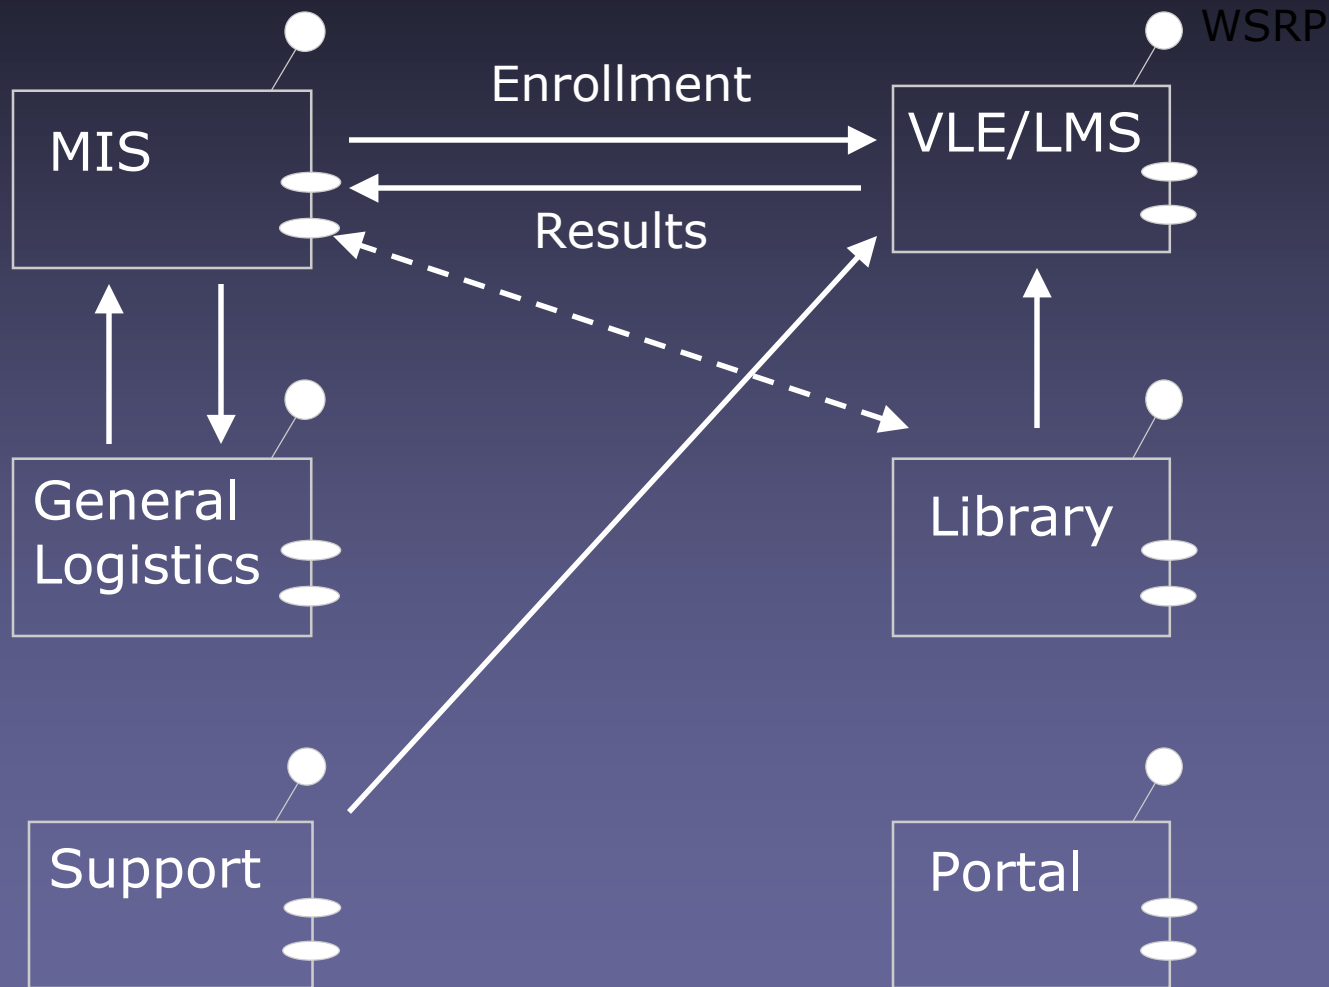 WSRP
Enrollment
MIS
VLE/LMS
Results
General
Logistics
Library
Support
Portal